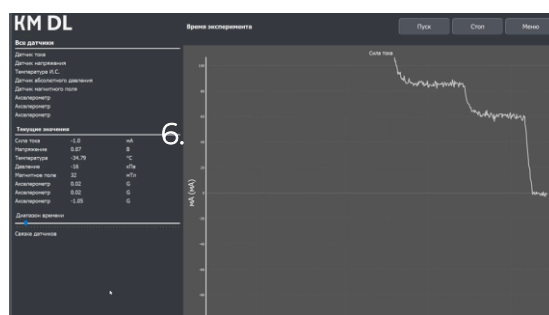 KM DL
Время эксперимента
Пуск
Стоп
Меню
Все датчики
Датчик тока
Датчик напряжения
Температура И.С.
Датчик абсолютного давления
Датчик магнитного поля
Акселерометр
Акселерометр
Акселерометр
Текущие значения
Сила тока -1.0 мА
Напряжение 0.07 В
Температура -34.79 °С
Давление -16 кПа
Магнитное поле 32 мТл
Акселерометр 0.02 G
Акселерометр 0.02 G
Акселерометр -1.05 G
Диапазон времени
Связка датчиков
6.
Сила тока
мА (мА)